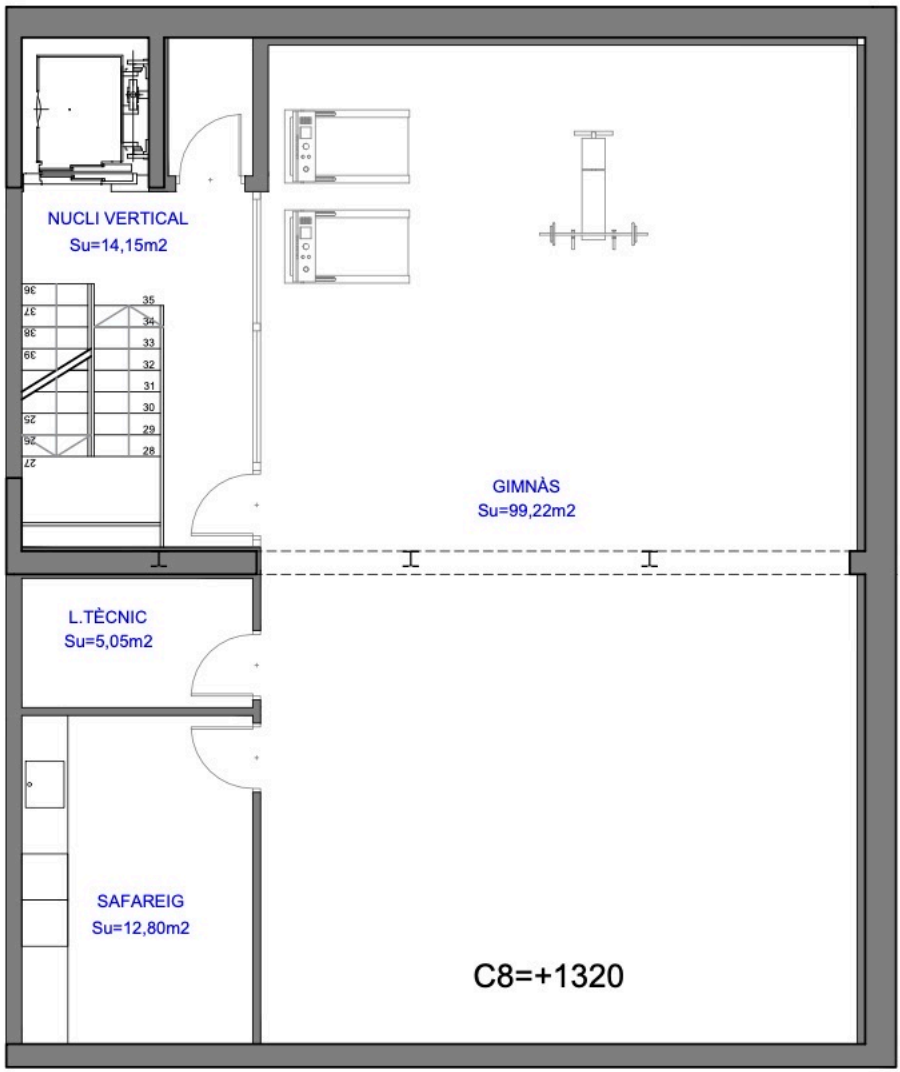 NUCLI VERTICAL
Su=14,15m2
36
37
38
39
25
26
27
35
34
33
32
31
30
29
28
GIMNÀS
Su=99,22m2
L.TÈCNIC
Su=5,05m2
SAFAREIG
Su=12,80m2
C8=+1320